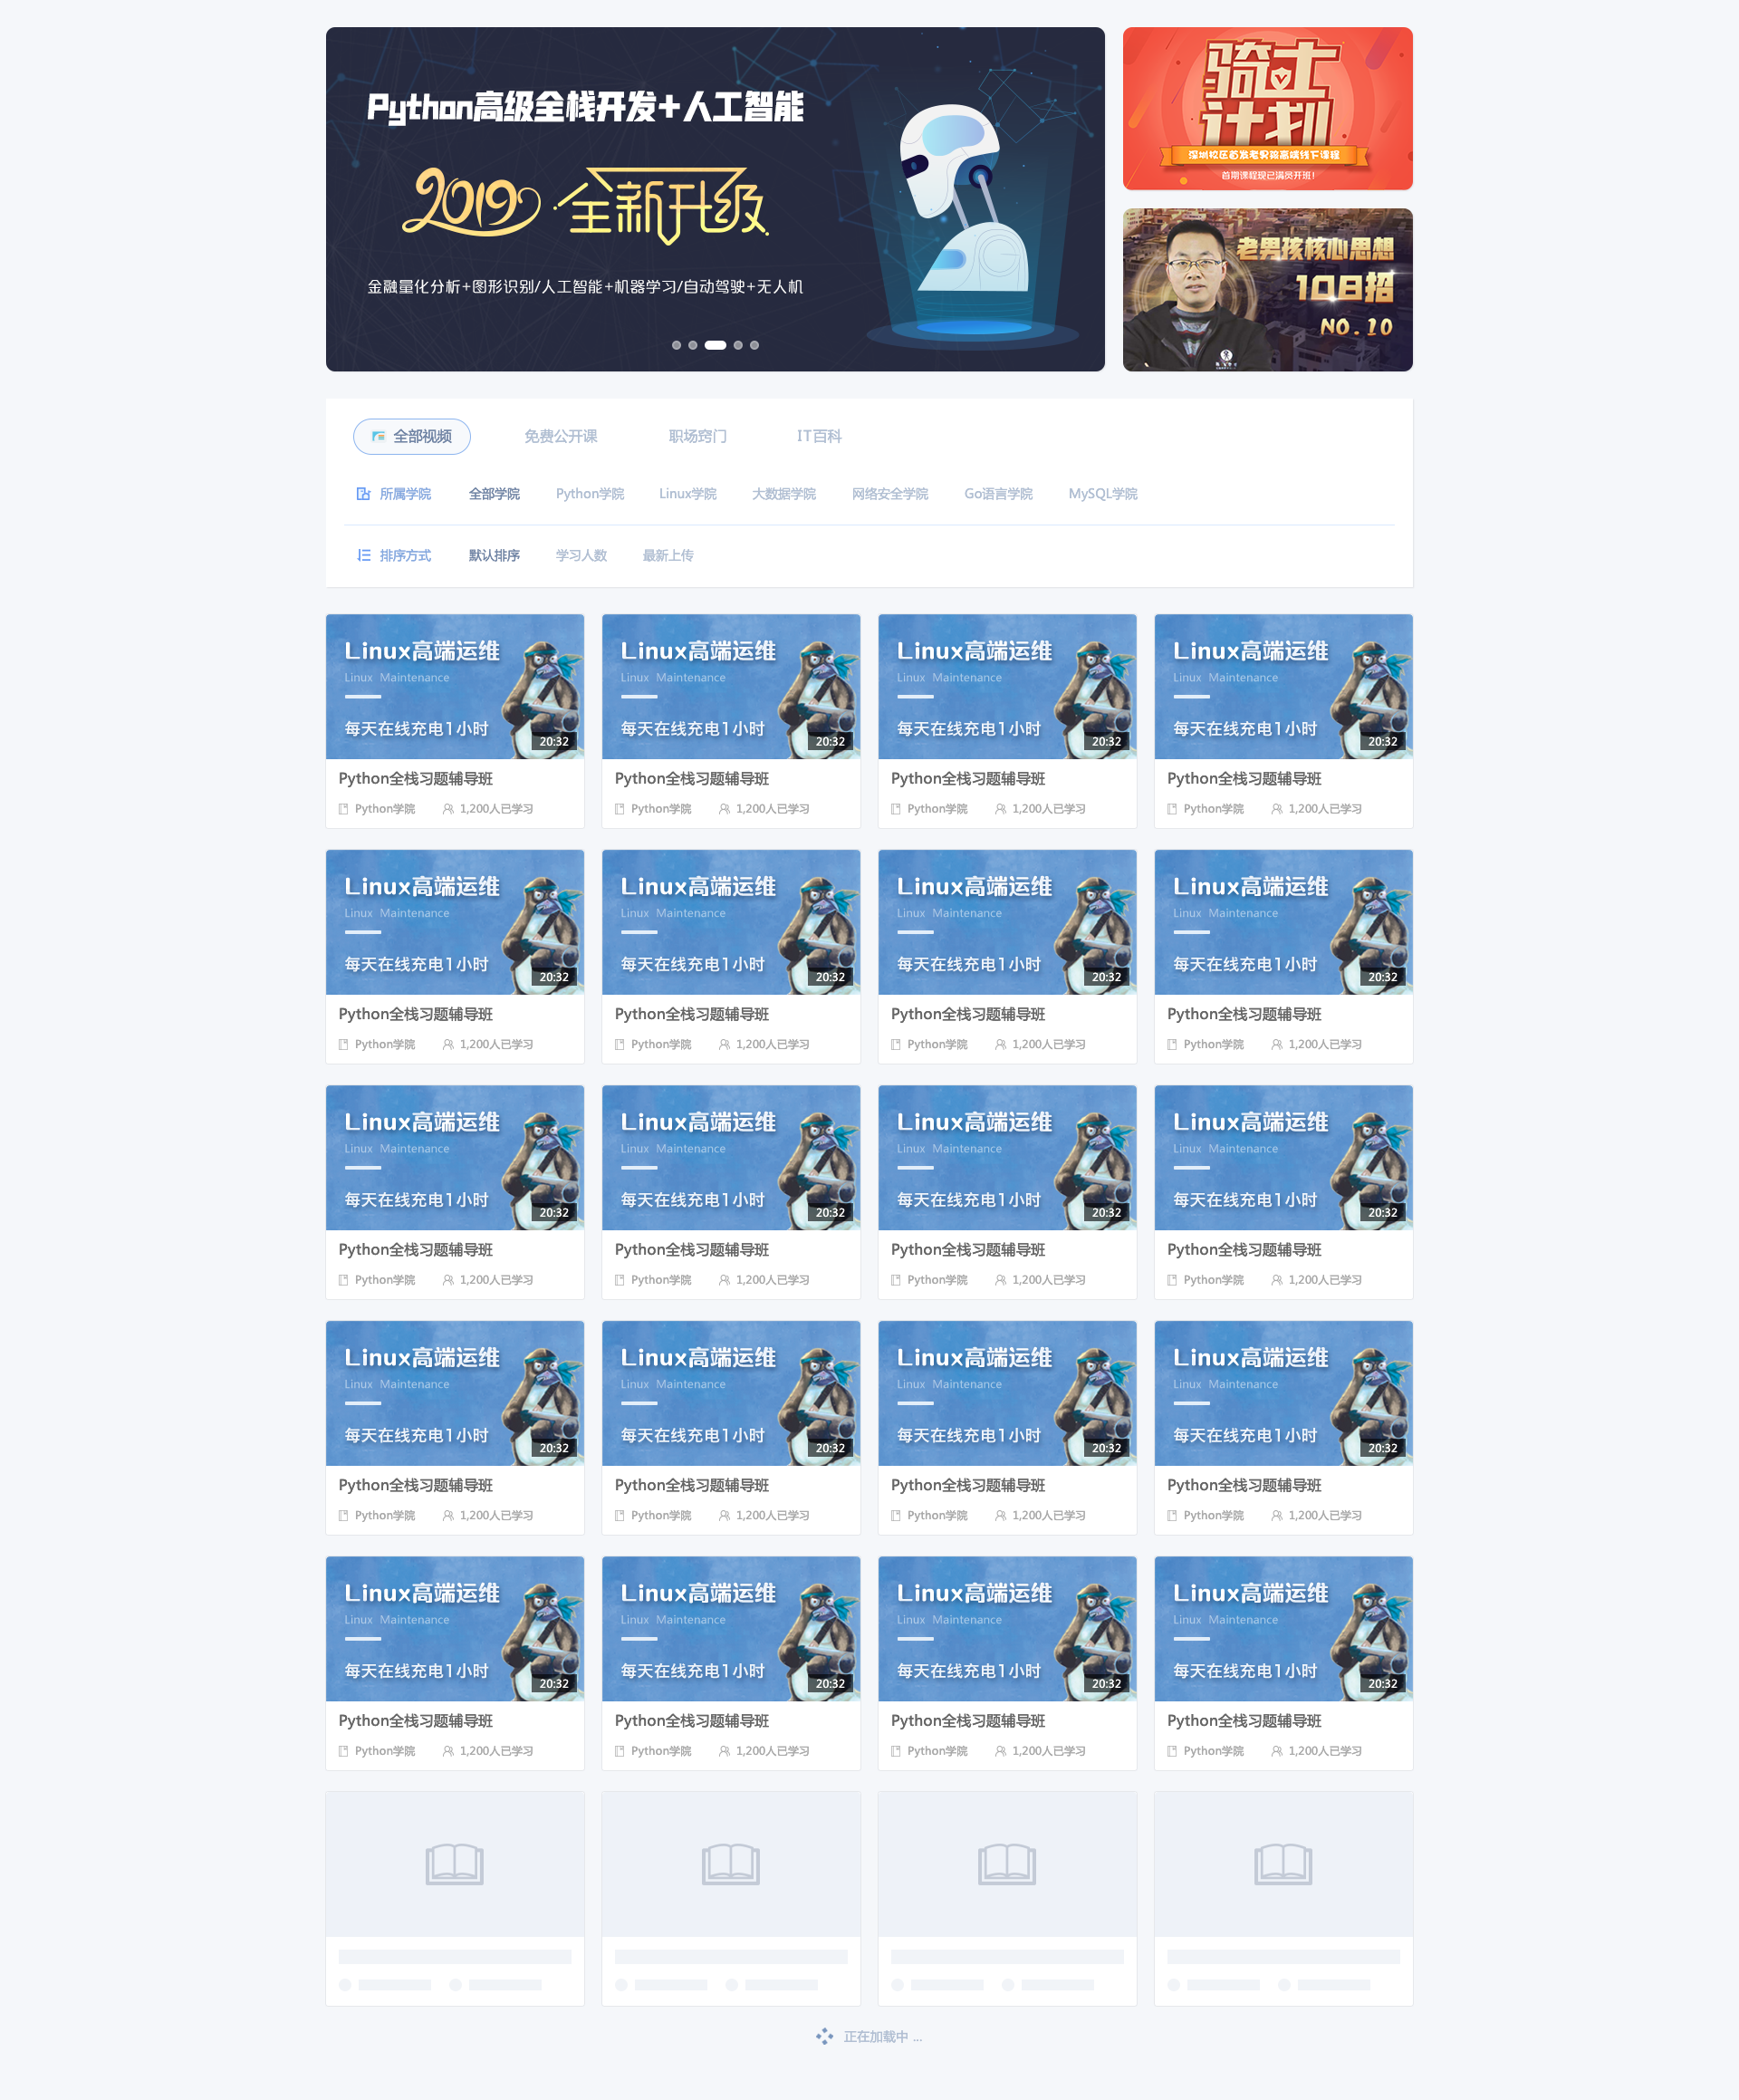 Python高级全栈开发+人工智能
2019 全新升级
金融量化分析+图形识别/人工智能+机器学习/自动驾驶+无人机
骑士
计划
深圳校区首发老男孩高端线下课程
首期课程现已满员开班!
老男孩核心思想
108招
NO.10
全部视频 免费公开课 职场窍门 IT百科
所属学院 全部学院 Python学院 Linux学院 大数据学院 网络安全学院 Go语言学院 MySQL学院
排序方式 默认排序 学习人数 最新上传
Linux高端运维 Linux高端运维 Linux高端运维 Linux高端运维
Linux Maintenance Linux Maintenance Linux Maintenance Linux Maintenance
每天在线充电1小时 每天在线充电1小时 每天在线充电1小时 每天在线充电1小时
20:32 20:32 20:32 20:32
Python全栈习题辅导班 Python全栈习题辅导班 Python全栈习题辅导班 Python全栈习题辅导班
Python学院 1,200人已学习 Python学院 1,200人已学习 Python学院 1,200人已学习 Python学院 1,200人已学习
Linux高端运维 Linux高端运维 Linux高端运维 Linux高端运维
Linux Maintenance Linux Maintenance Linux Maintenance Linux Maintenance
每天在线充电1小时 每天在线充电1小时 每天在线充电1小时 每天在线充电1小时
20:32 20:32 20:32 20:32
Python全栈习题辅导班 Python全栈习题辅导班 Python全栈习题辅导班 Python全栈习题辅导班
Python学院 1,200人已学习 Python学院 1,200人已学习 Python学院 1,200人已学习 Python学院 1,200人已学习
Linux高端运维 Linux高端运维 Linux高端运维 Linux高端运维
Linux Maintenance Linux Maintenance Linux Maintenance Linux Maintenance
每天在线充电1小时 每天在线充电1小时 每天在线充电1小时 每天在线充电1小时
20:32 20:32 20:32 20:32
Python全栈习题辅导班 Python全栈习题辅导班 Python全栈习题辅导班 Python全栈习题辅导班
Python学院 1,200人已学习 Python学院 1,200人已学习 Python学院 1,200人已学习 Python学院 1,200人已学习
Linux高端运维 Linux高端运维 Linux高端运维 Linux高端运维
Linux Maintenance Linux Maintenance Linux Maintenance Linux Maintenance
每天在线充电1小时 每天在线充电1小时 每天在线充电1小时 每天在线充电1小时
20:32 20:32 20:32 20:32
Python全栈习题辅导班 Python全栈习题辅导班 Python全栈习题辅导班 Python全栈习题辅导班
Python学院 1,200人已学习 Python学院 1,200人已学习 Python学院 1,200人已学习 Python学院 1,200人已学习
Linux高端运维 Linux高端运维 Linux高端运维 Linux高端运维
Linux Maintenance Linux Maintenance Linux Maintenance Linux Maintenance
每天在线充电1小时 每天在线充电1小时 每天在线充电1小时 每天在线充电1小时
20:32 20:32 20:32 20:32
Python全栈习题辅导班 Python全栈习题辅导班 Python全栈习题辅导班 Python全栈习题辅导班
Python学院 1,200人已学习 Python学院 1,200人已学习 Python学院 1,200人已学习 Python学院 1,200人已学习
正在加载中 ...